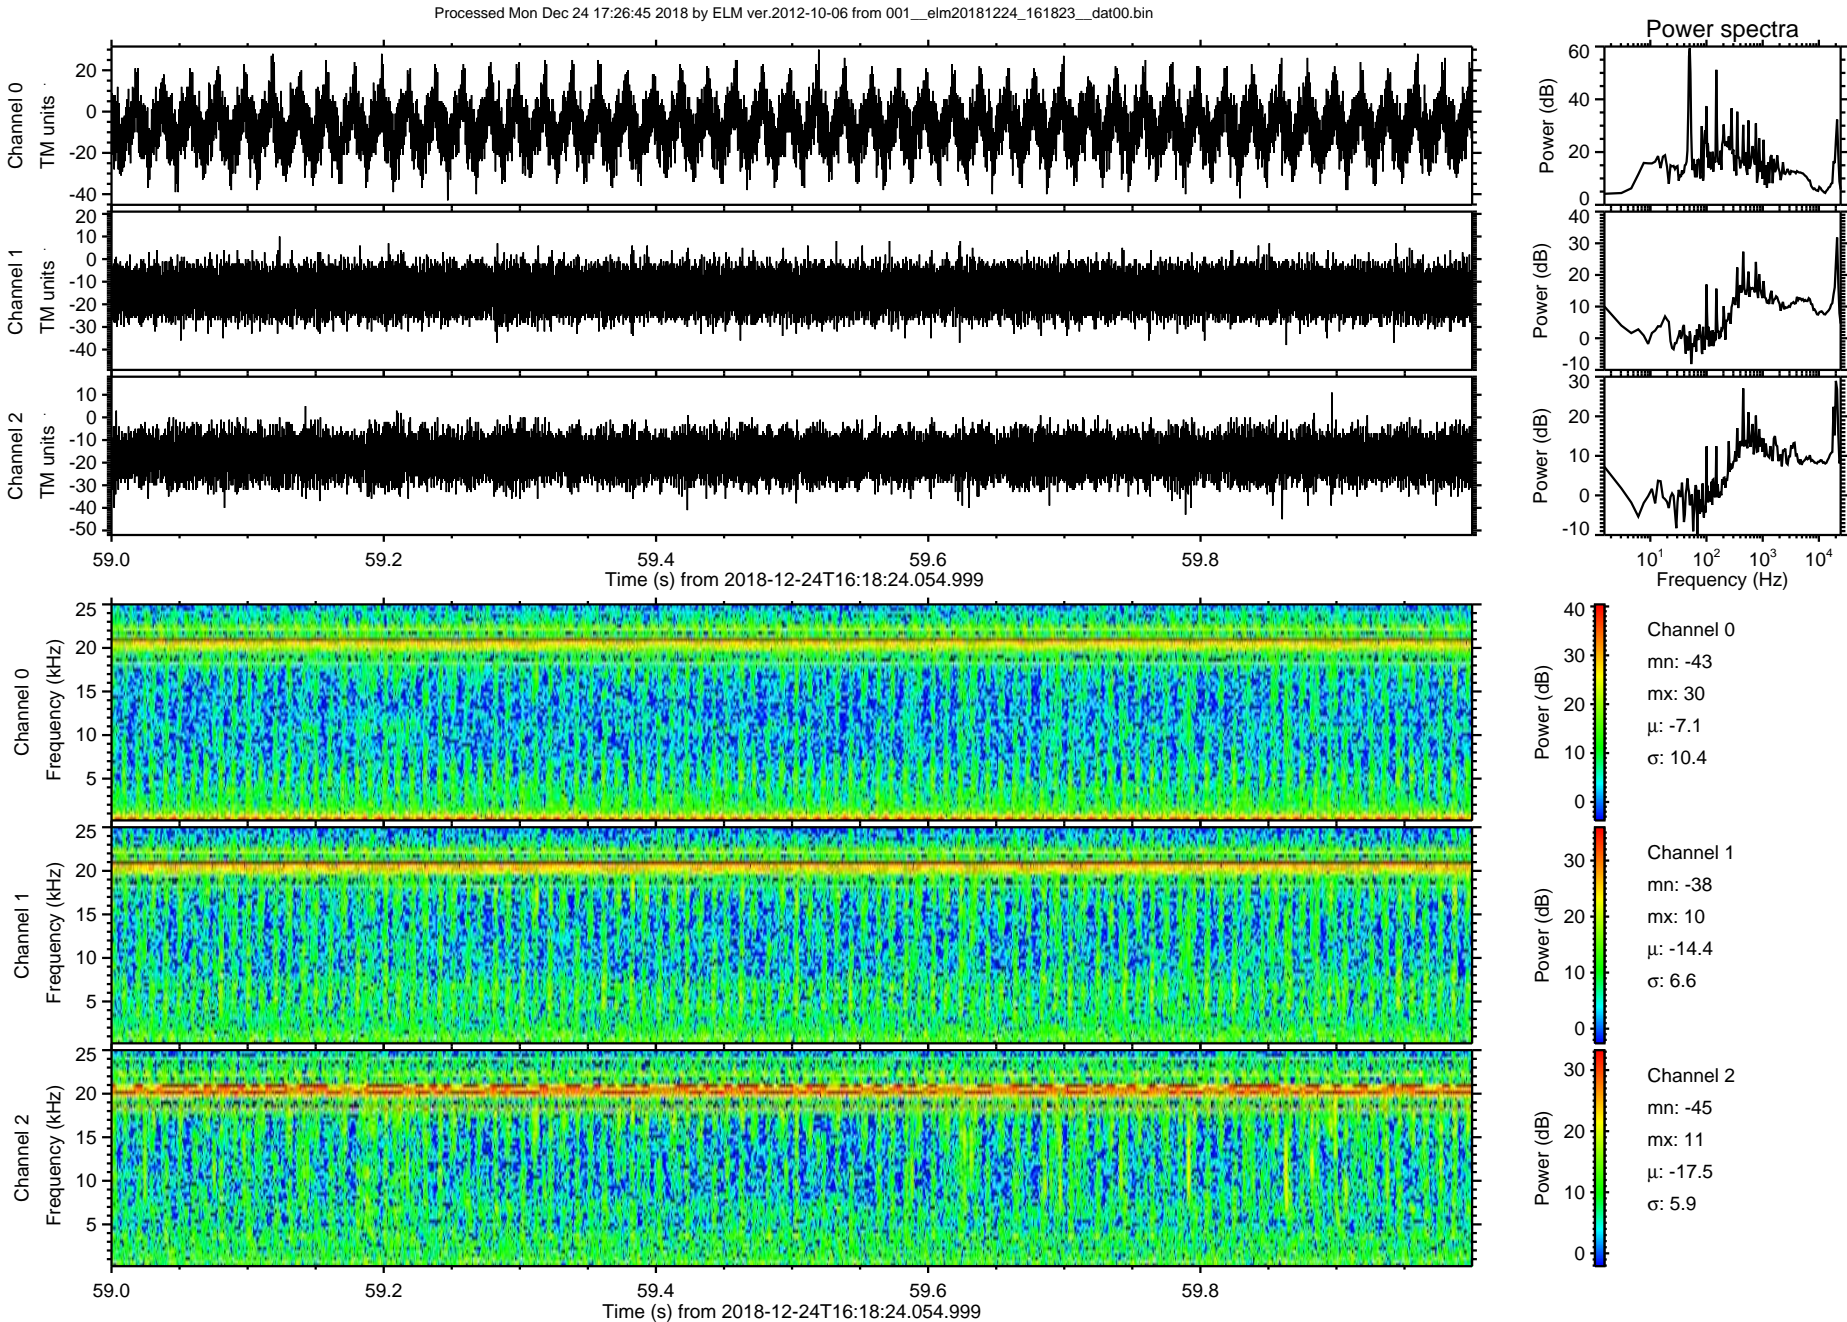 Processed Mon Dec 24 17:26:45 2018 by ELM ver.2012-10-06 from 001__elm20181224_161823__dat00.bin
Power spectra
Channel 0
TM units
20
0
-20
-40
Power (dB)
60
40
20
0
Channel 1
TM units
20
10
0
-10
-20
-30
-40
Power (dB)
40
30
20
10
0
-10
Channel 2
TM units
10
0
-10
-20
-30
-40
-50
Power (dB)
30
20
10
0
-10
59.0
59.2
59.4
59.6
59.8
Time (s) from 2018-12-24T16:18:24.054.999
10^1
10^2
10^3
10^4
Frequency (Hz)
Channel 0
Frequency (kHz)
25
20
15
10
5
Power (dB)
40
30
20
10
0
Channel 0
mn: -43
mx: 30
μ: -7.1
σ: 10.4
Channel 1
Frequency (kHz)
25
20
15
10
5
Power (dB)
30
20
10
0
Channel 1
mn: -38
mx: 10
μ: -14.4
σ: 6.6
Channel 2
Frequency (kHz)
25
20
15
10
5
Power (dB)
30
20
10
0
Channel 2
mn: -45
mx: 11
μ: -17.5
σ: 5.9
59.0
59.2
59.4
59.6
59.8
Time (s) from 2018-12-24T16:18:24.054.999